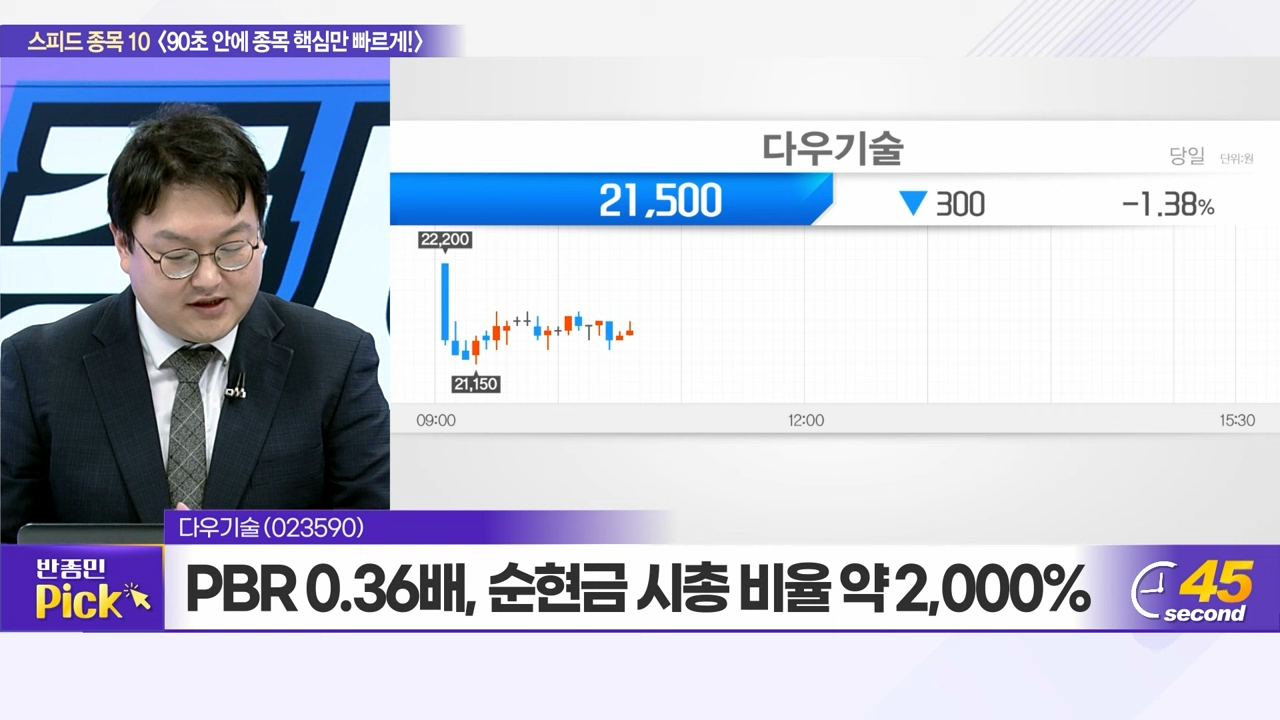 스피드 종목 10 〈90초 안에 종목 핵심만 빠르게!〉
다우기술
당일 단위:원
21,500 ▼ 300 -1.38%
22,200
21,150
09:00 12:00 15:30
다우기술(023590)
반종민
Pick
PBR 0.36배, 순현금 시총 비율 약 2,000%
45
second